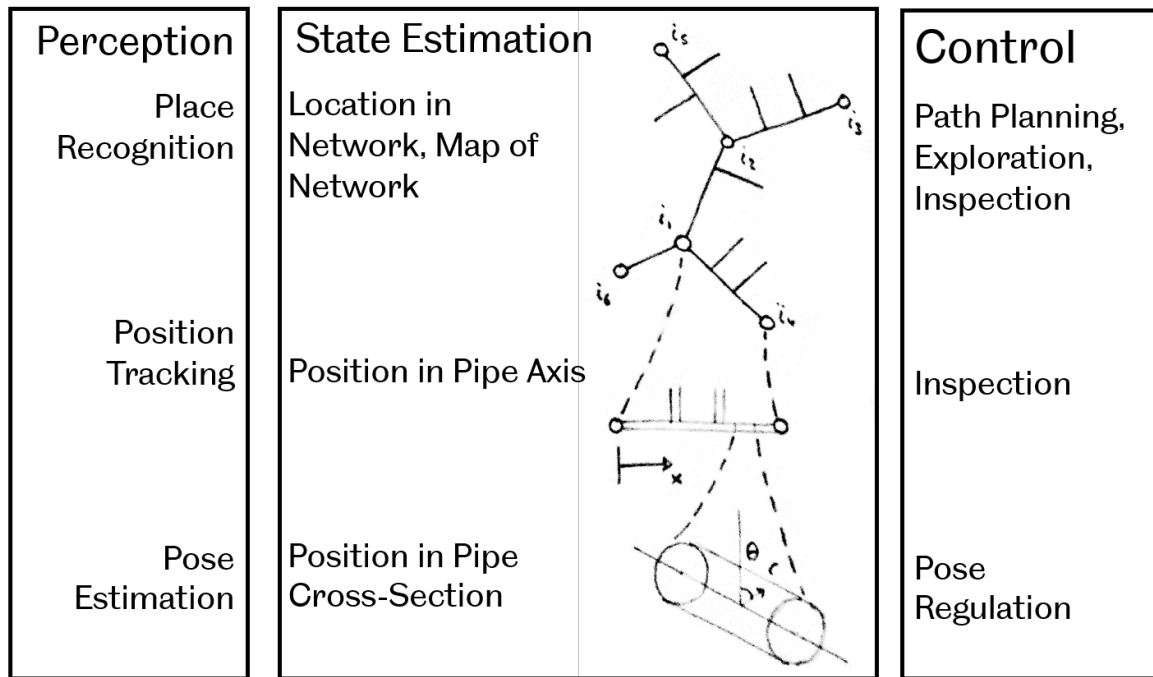 Perception
Place
Recognition
Position
Tracking
Pose
Estimation
State Estimation
Location in
Network, Map of
Network
Position in Pipe Axis
Position in Pipe
Cross-Section
i₅
i₃
i₂
i₁
i₆
i₄
x
θ
Control
Path Planning,
Exploration,
Inspection
Inspection
Pose
Regulation